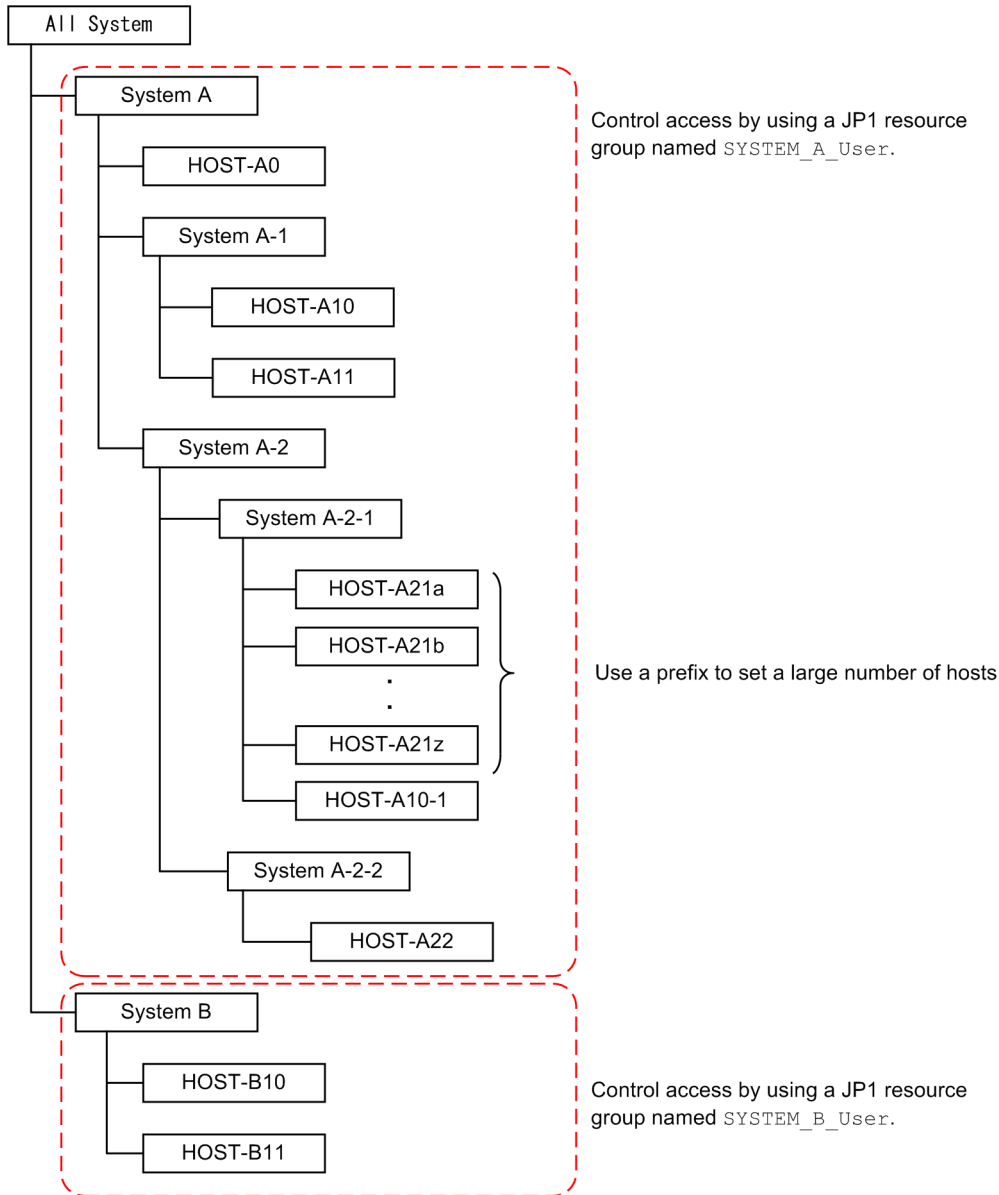 All System
System A
Control access by using a JP1 resource
group named SYSTEM_A_User.
HOST-A0
System A-1
HOST-A10
HOST-A11
System A-2
System A-2-1
HOST-A21a
HOST-A21b
Use a prefix to set a large number of hosts
HOST-A21z
HOST-A10-1
System A-2-2
HOST-A22
System B
HOST-B10
Control access by using a JP1 resource
group named SYSTEM_B_User.
HOST-B11